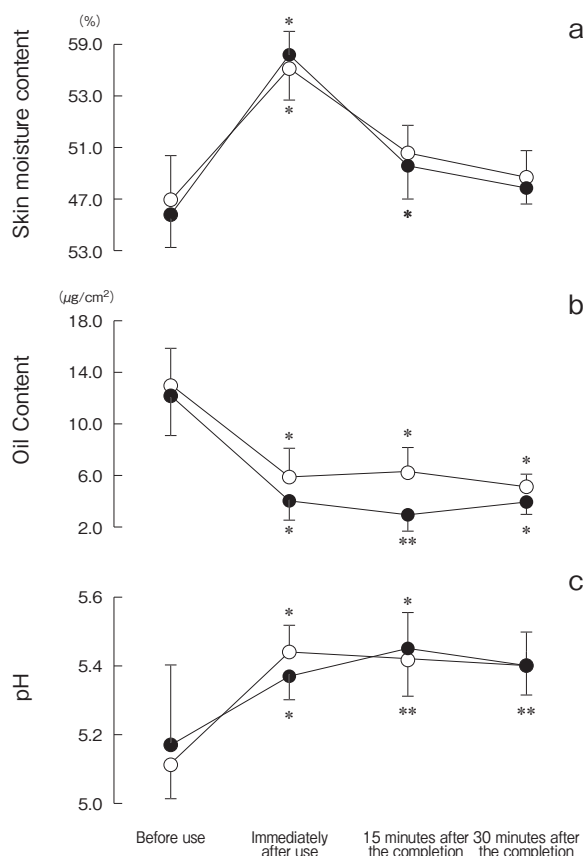 (%)
a
59.0
*
53.0
*
51.0
47.0
*
53.0
Skin moisture content
(μg/cm²)
b
18.0
14.0
10.0
6.0
* * *
2.0
* ** *
Oil Content
c
5.6
* *
5.4
* ** **
5.2
5.0
pH
Before use
Immediately
after use
15 minutes after
the completion
30 minutes after
the completion